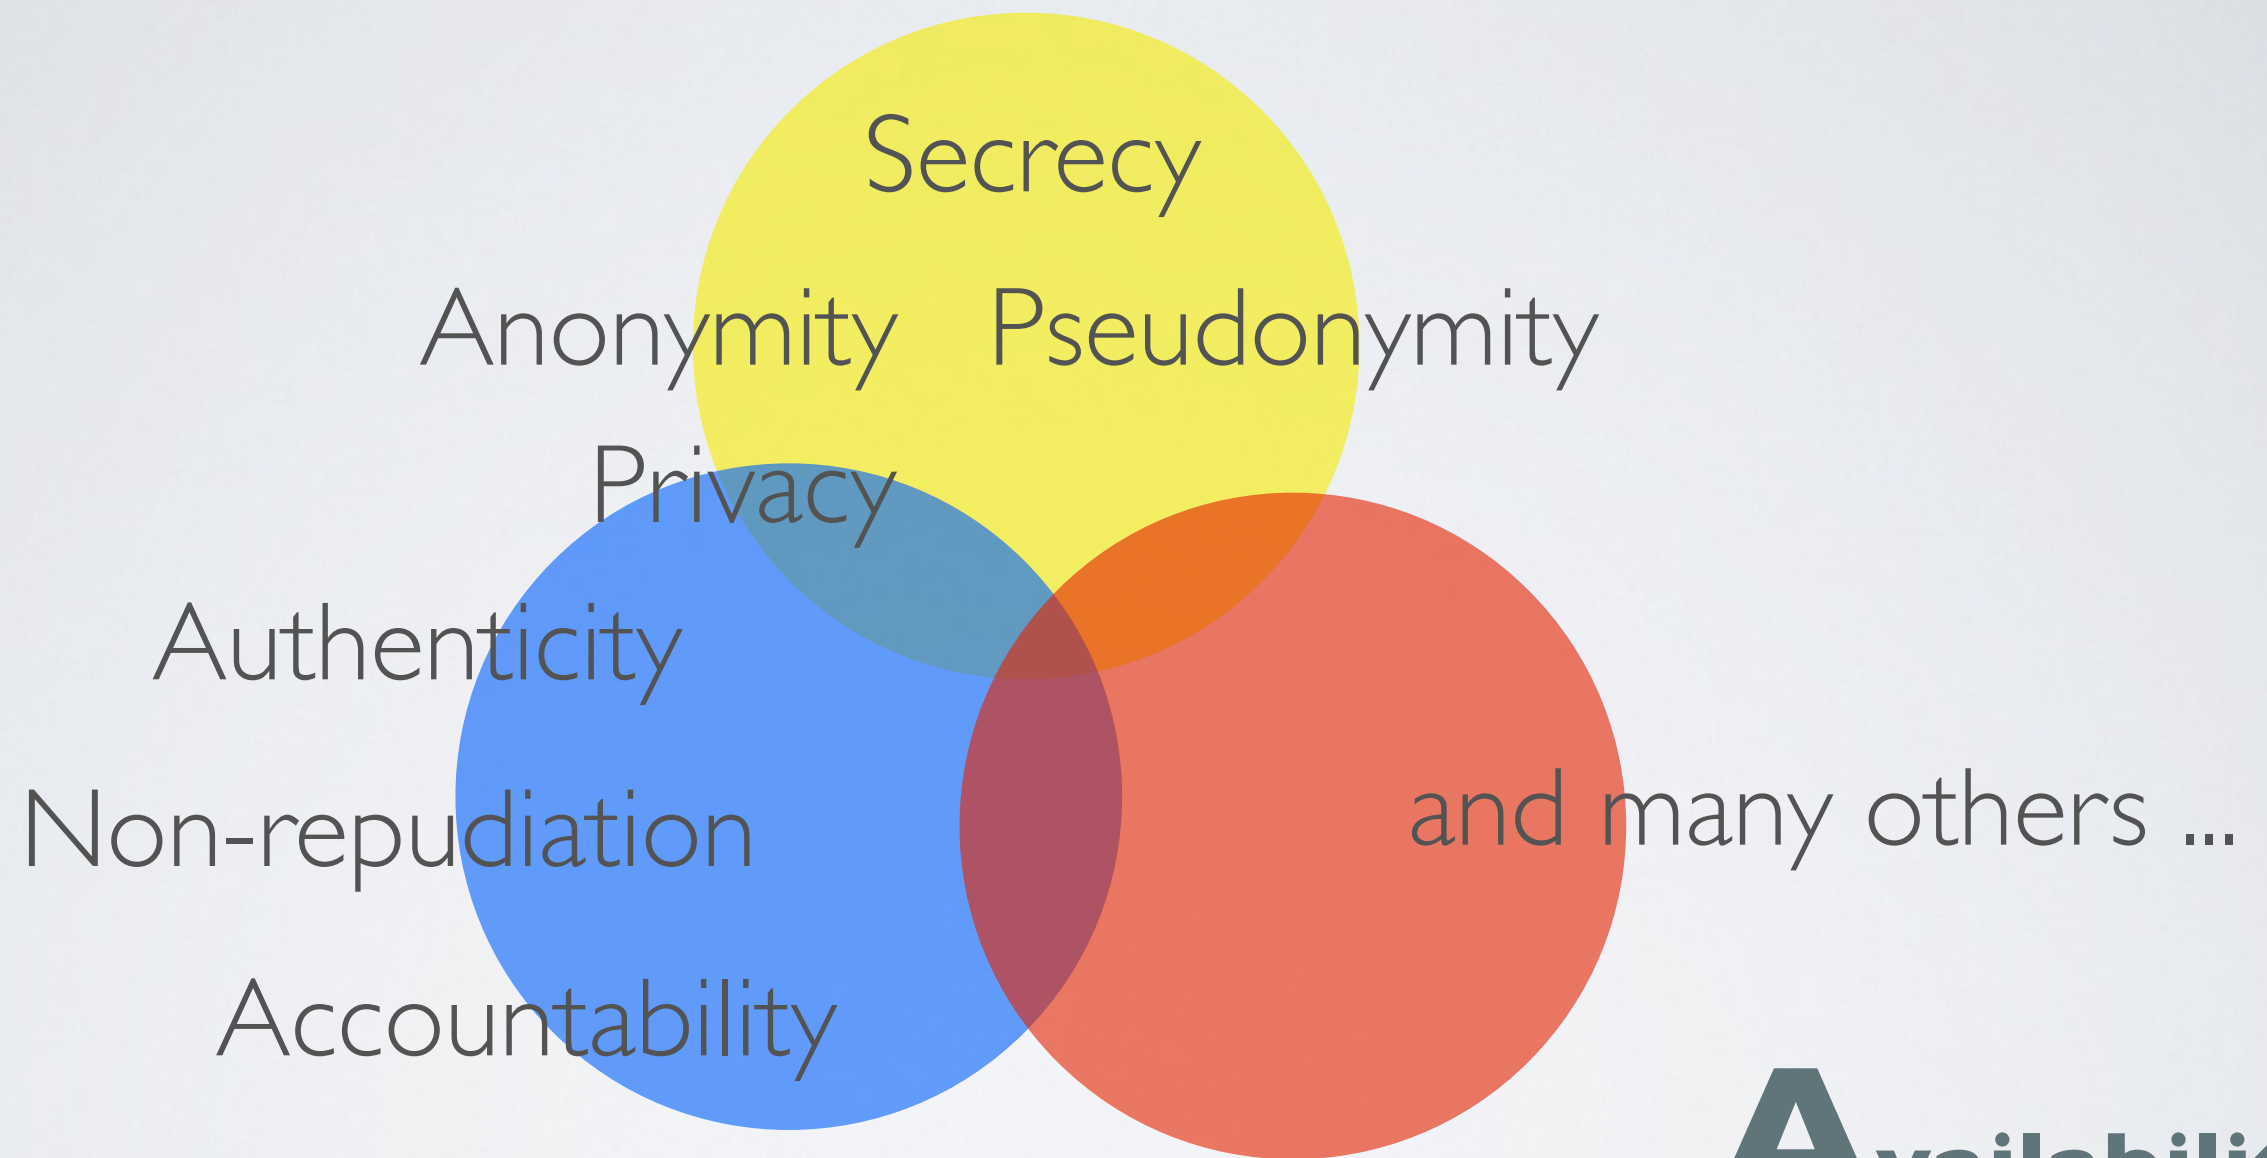 Secrecy
Anonymity Pseudonymity
Privacy
Authenticity
Non-repudiation
and many others ...
Accountability